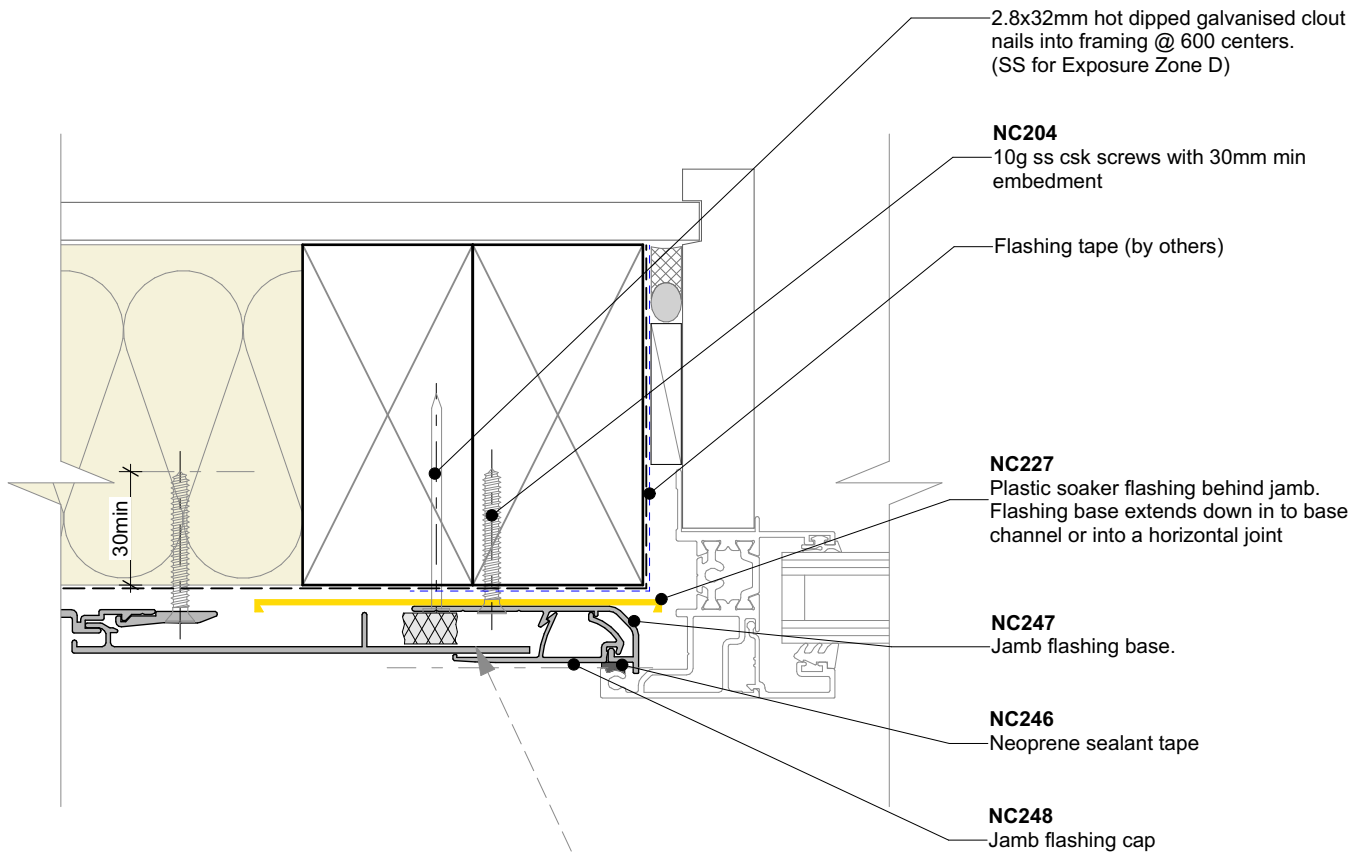 2.8x32mm hot dipped galvanised clout
nails into framing @ 600 centers.
(SS for Exposure Zone D)
NC204
10g ss csk screws with 30mm min
embedment
Flashing tape (by others)
30min
NC227
Plastic soaker flashing behind jamb.
Flashing base extends down in to base
channel or into a horizontal joint
NC247
Jamb flashing base.
NC246
Neoprene sealant tape
NC248
Jamb flashing cap